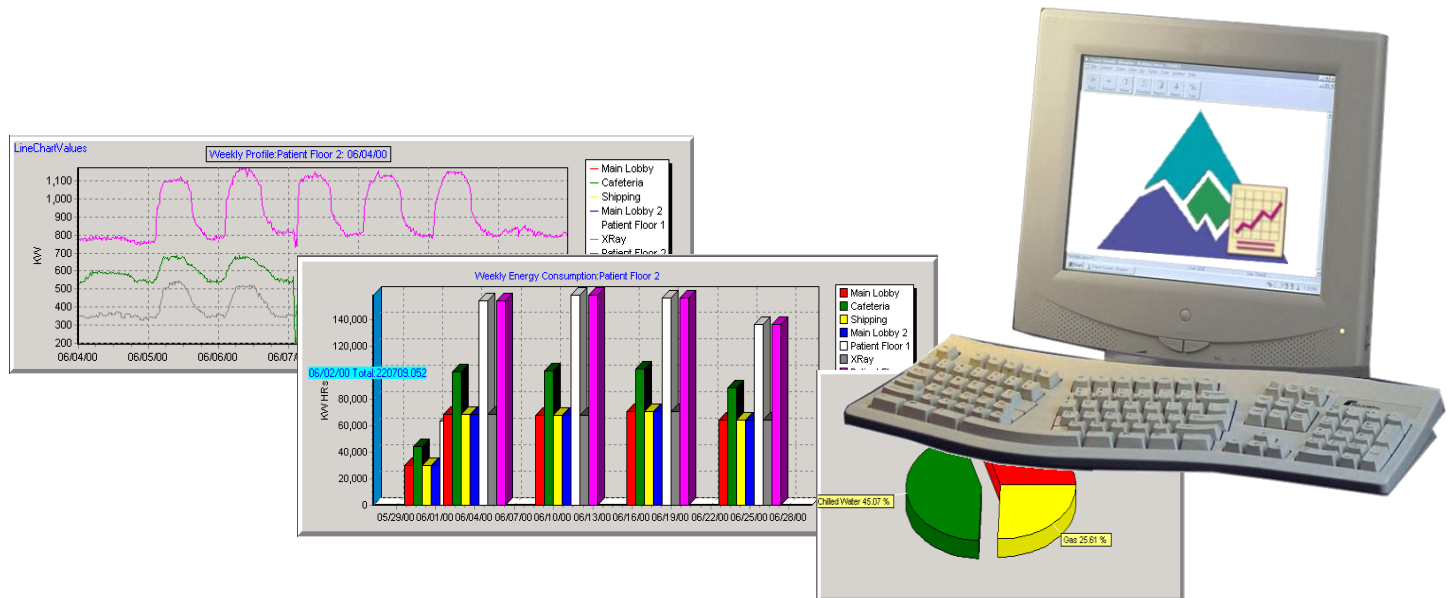 LineChartValues
Weekly Profile:Patient Floor 2: 06/04/00
1,100
1,000
900
800
700
600
500
400
300
200
KW
06/04/00 06/05/00 06/06/00 06/07/
Main Lobby
Cafeteria
Shipping
Main Lobby 2
Patient Floor 1
XRay
Patient Floor 2
Weekly Energy Consumption:Patient Floor 2
140,000
120,000
06/02/00 Total:220709.052
80,000
60,000
40,000
20,000
0
KW HRs
05/29/00 06/01/00 06/04/00 06/07/00 06/10/00 06/13/00 06/16/00 06/19/00 06/22/00 06/25/00 06/28/00
Main Lobby
Cafeteria
Shipping
Main Lobby 2
Patient Floor 1
XRay
Chilled Water 45.07 %
Gas 25.61 %